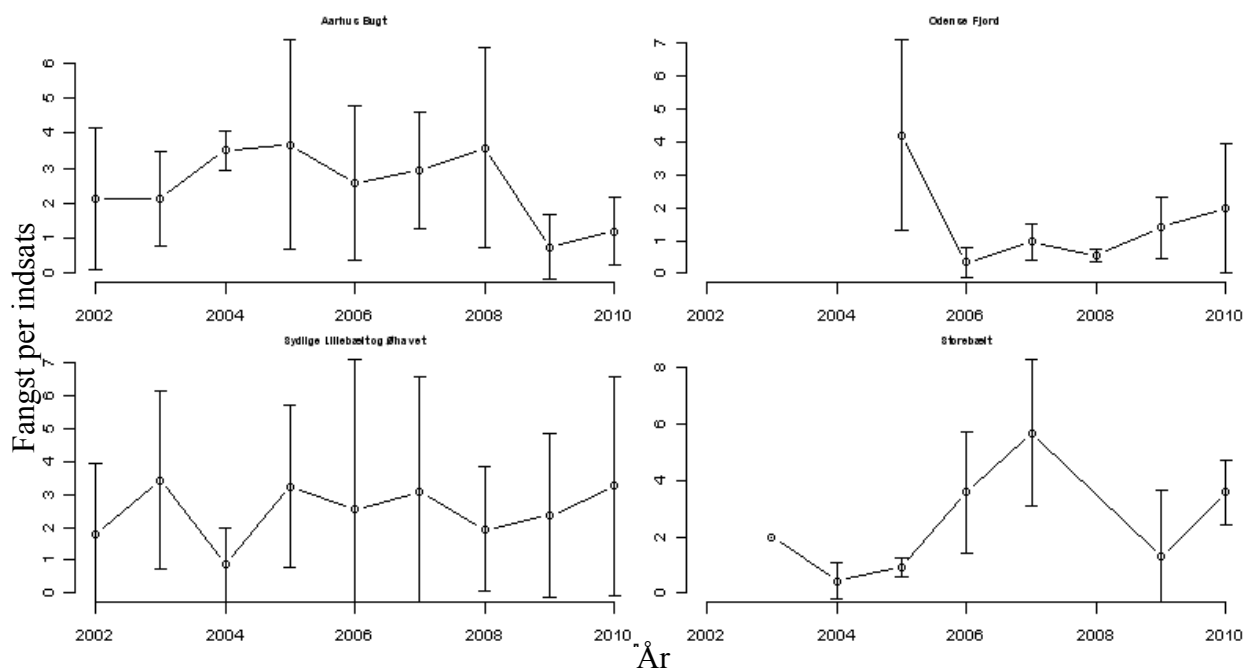 Aarhus Bugt
0 1 2 3 4 5 6
2002 2004 2006 2008 2010
Odense Fjord
0 1 2 3 4 5 6 7
2002 2004 2006 2008 2010
Sydlige Lillebælt og Øhavet
0 1 2 3 4 5 6 7
2002 2004 2006 2008 2010
Storebælt
0 2 4 6 8
2002 2004 2006 2008 2010
Fangst per indsats
År